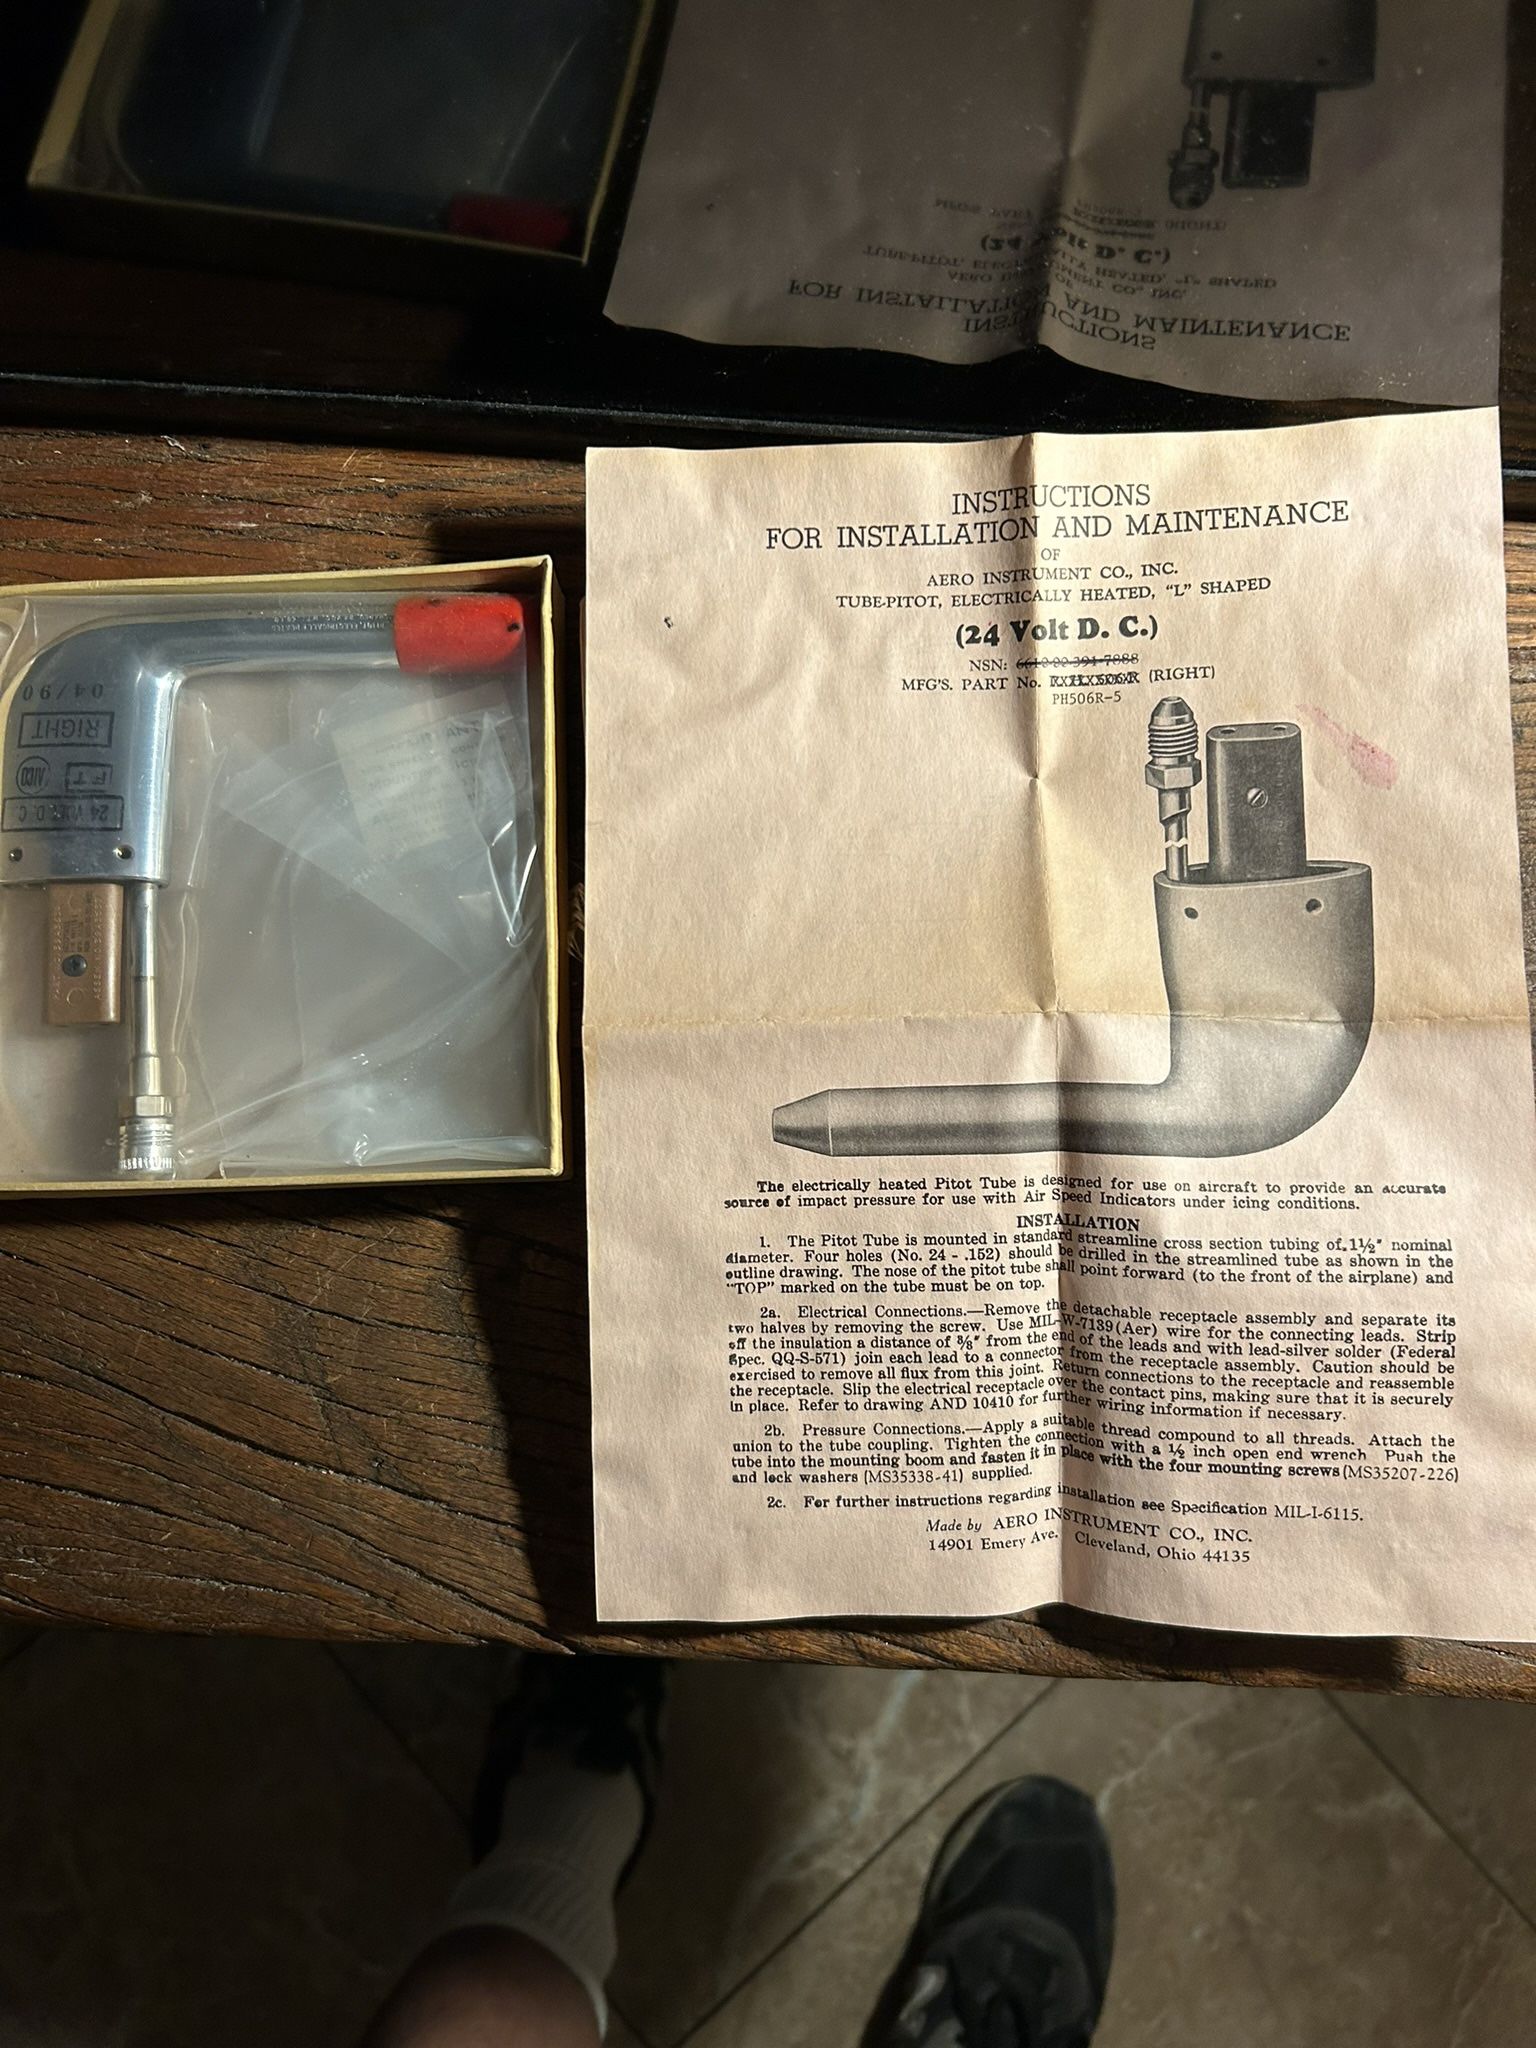 INSTRUCTIONS
FOR INSTALLATION AND MAINTENANCE
OF
AERO INSTRUMENT CO., INC.
TUBE-PITOT, ELECTRICALLY HEATED, "L" SHAPED
(24 Volt D. C.)
NSN:
MFG'S. PART No. (RIGHT)
PH506R-5
The electrically heated Pitot Tube is designed for use on aircraft to provide an accurate
source of impact pressure for use with Air Speed Indicators under icing conditions.
INSTALLATION
1. The Pitot Tube is mounted in standard streamline cross section tubing of 1½" nominal
diameter. Four holes (No. 24 - .152) should be drilled in the streamlined tube as shown in the
outline drawing. The nose of the pitot tube shall point forward (to the front of the airplane) and
"TOP" marked on the tube must be on top.
2a. Electrical Connections.—Remove the detachable receptacle assembly and separate its
two halves by removing the screw. Use MIL-W-7139(Aer) wire for the connecting leads. Strip
off the insulation a distance of ⅜" from the end of the leads and with lead-silver solder (Federal
Spec. QQ-S-571) join each lead to a connector from the receptacle assembly. Caution should be
exercised to remove all flux from this joint. Return connections to the receptacle and reassemble
the receptacle. Slip the electrical receptacle over the contact pins, making sure that it is securely
in place. Refer to drawing AND 10410 for further wiring information if necessary.
2b. Pressure Connections.—Apply a suitable thread compound to all threads. Attach the
union to the tube coupling. Tighten the connection with a ½ inch open end wrench Push the
tube into the mounting boom and fasten it in place with the four mounting screws (MS35207-226)
and lock washers (MS35338-41) supplied.
2c. For further instructions regarding installation see Specification MIL-I-6115.
Made by AERO INSTRUMENT CO., INC.
14901 Emery Ave. Cleveland, Ohio 44135
24 VOLT D. C.
AICO
FT
RIGHT
04/90